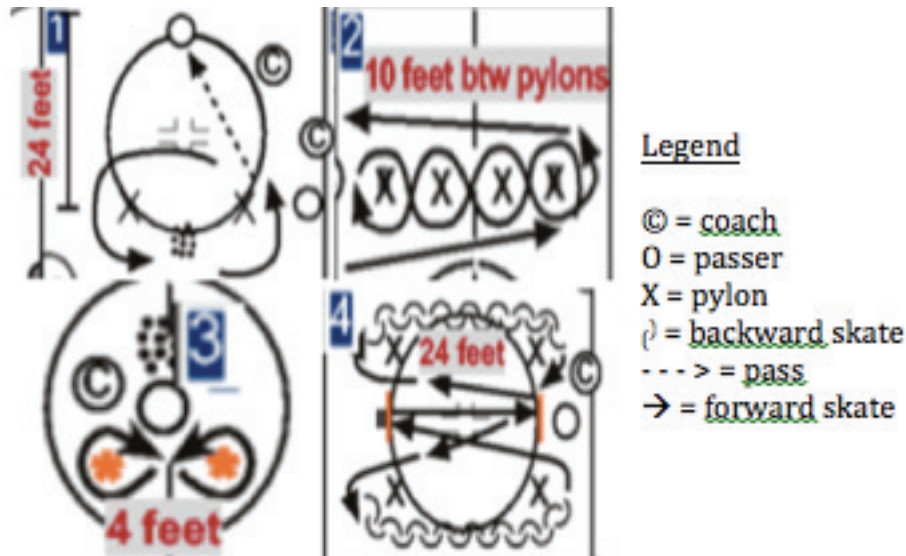 1
24 feet
©
2
10 feet btw pylons
©
X X X X
X X
3
©
4 feet
4
24 feet
©
X X
X X
Legend
© = coach
O = passer
X = pylon
= backward skate
- - - > = pass
→ = forward skate